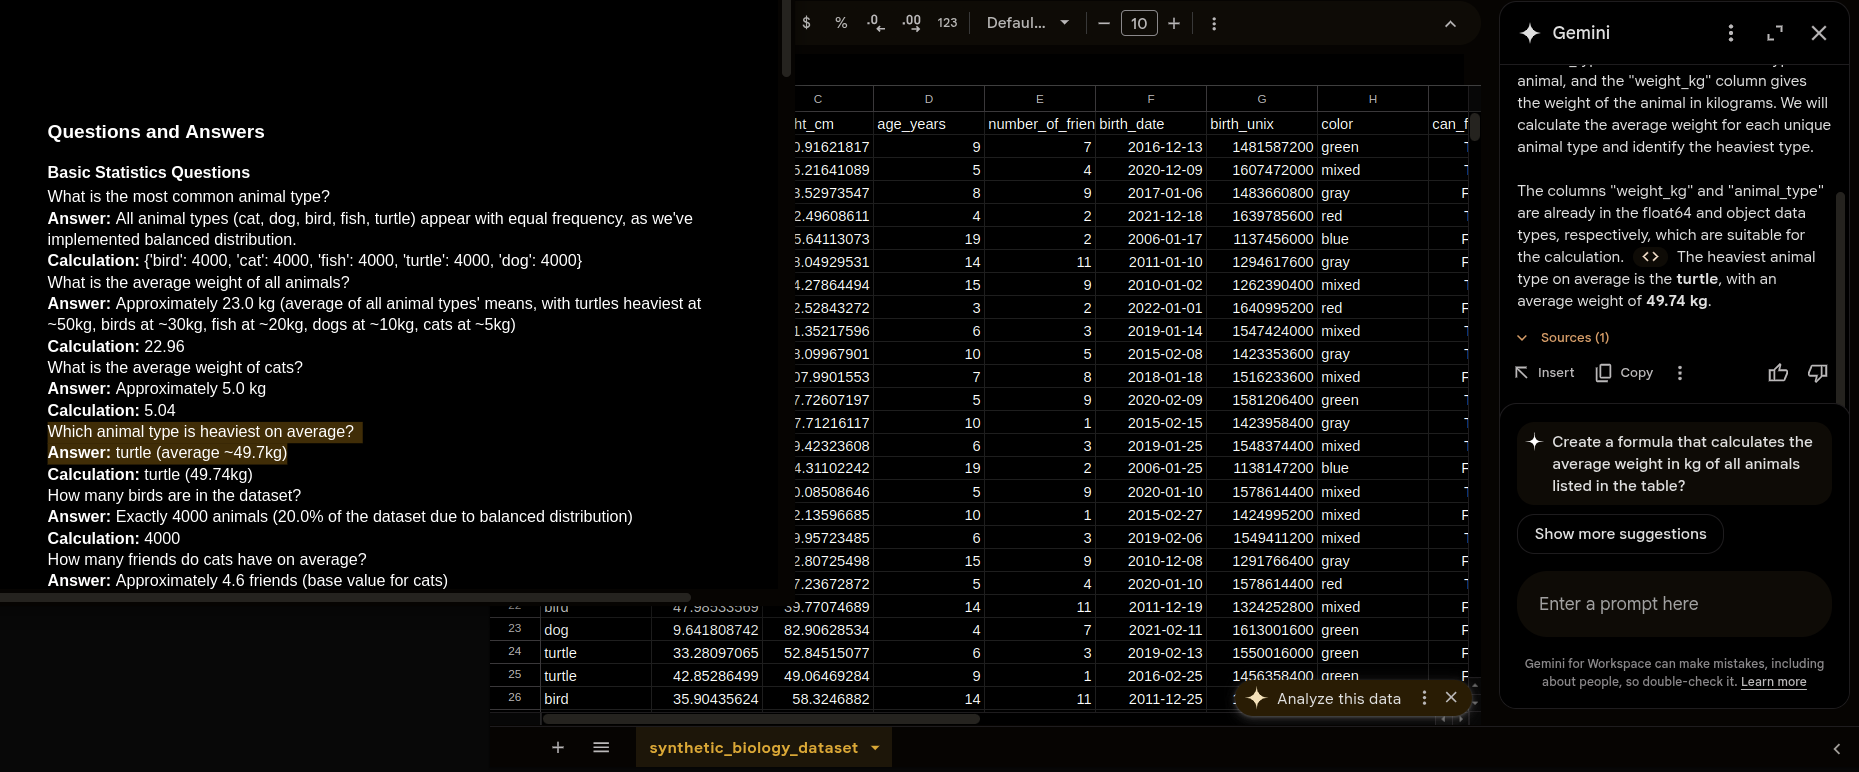 Questions and Answers
Basic Statistics Questions
What is the most common animal type?
Answer: All animal types (cat, dog, bird, fish, turtle) appear with equal frequency, as we've
implemented balanced distribution.
Calculation: {'bird': 4000, 'cat': 4000, 'fish': 4000, 'turtle': 4000, 'dog': 4000}
What is the average weight of all animals?
Answer: Approximately 23.0 kg (average of all animal types' means, with turtles heaviest at
~50kg, birds at ~30kg, fish at ~20kg, dogs at ~10kg, cats at ~5kg)
Calculation: 22.96
What is the average weight of cats?
Answer: Approximately 5.0 kg
Calculation: 5.04
Which animal type is heaviest on average?
Answer: turtle (average ~49.7kg)
Calculation: turtle (49.74kg)
How many birds are in the dataset?
Answer: Exactly 4000 animals (20.0% of the dataset due to balanced distribution)
Calculation: 4000
How many friends do cats have on average?
Answer: Approximately 4.6 friends (base value for cats)
$ % .0 .00 123 Defaul... 10
C D E F G H
ht_cm age_years number_of_frien birth_date birth_unix color can_f
0.91621817 9 7 2016-12-13 1481587200 green
5.21641089 5 4 2020-12-09 1607472000 mixed
3.52973547 8 9 2017-01-06 1483660800 gray F
2.49608611 4 2 2021-12-18 1639785600 red
5.64113073 19 2 2006-01-17 1137456000 blue F
3.04929531 14 11 2011-01-10 1294617600 gray F
4.27864494 15 9 2010-01-02 1262390400 mixed
2.52843272 3 2 2022-01-01 1640995200 red F
1.35217596 6 3 2019-01-14 1547424000 mixed
3.09967901 10 5 2015-02-08 1423353600 gray
07.9901553 7 8 2018-01-18 1516233600 mixed F
7.72607197 5 9 2020-02-09 1581206400 green
7.71216117 10 1 2015-02-15 1423958400 gray
9.42323608 6 3 2019-01-25 1548374400 mixed
4.31102242 19 2 2006-01-25 1138147200 blue F
0.08508646 5 9 2020-01-10 1578614400 mixed
2.13596685 10 1 2015-02-27 1424995200 mixed F
9.95723485 6 3 2019-02-06 1549411200 mixed
2.80725498 15 9 2010-12-08 1291766400 gray F
7.23672872 5 4 2020-01-10 1578614400 red
22 bird 47.98533569 39.77074689 14 11 2011-12-19 1324252800 mixed F
23 dog 9.641808742 82.90628534 4 7 2021-02-11 1613001600 green F
24 turtle 33.28097065 52.84515077 6 3 2019-02-13 1550016000 green F
25 turtle 42.85286499 49.06469284 9 1 2016-02-25 1456358400 green F
26 bird 35.90435624 58.3246882 14 11 2011-12-25
Analyze this data
synthetic_biology_dataset
Gemini
animal, and the "weight_kg" column gives
the weight of the animal in kilograms. We will
calculate the average weight for each unique
animal type and identify the heaviest type.
The columns "weight_kg" and "animal_type"
are already in the float64 and object data
types, respectively, which are suitable for
the calculation. <> The heaviest animal
type on average is the turtle, with an
average weight of 49.74 kg.
Sources (1)
Insert Copy
Create a formula that calculates the
average weight in kg of all animals
listed in the table?
Show more suggestions
Enter a prompt here
Gemini for Workspace can make mistakes, including
about people, so double-check it. Learn more